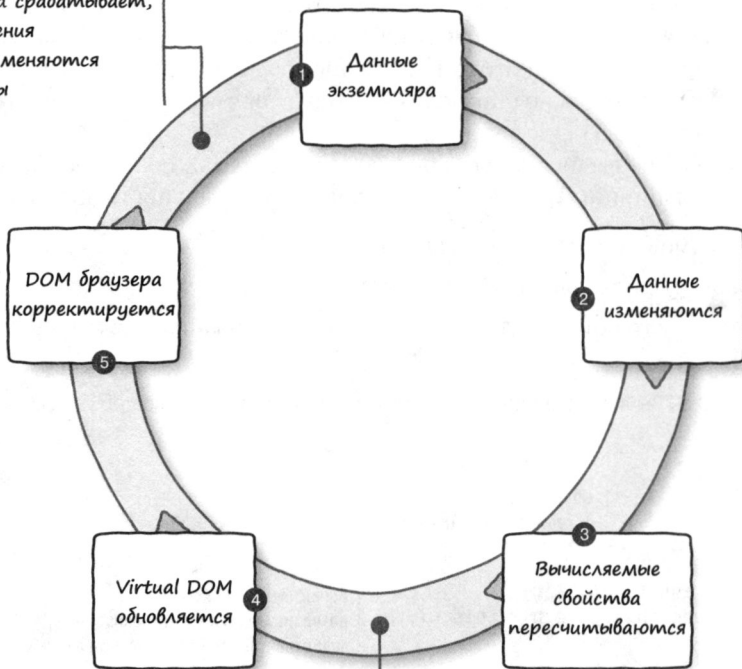 срабатывает,
меняются
1
Данные
экземпляра
2
Данные
изменяются
3
Вычисляемые
свойства
пересчитываются
4
Virtual DOM
обновляется
5
DOM браузера
корректируется